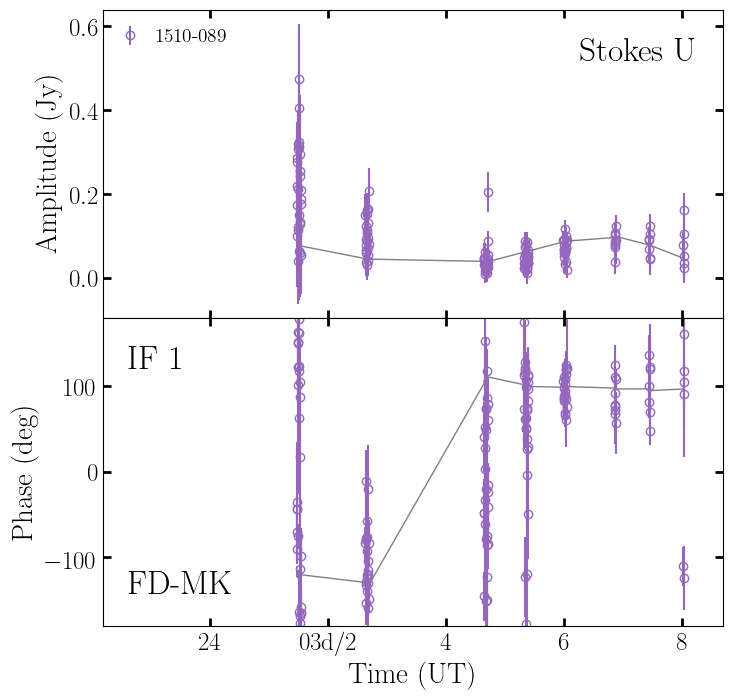 1510-089
Stokes U
Amplitude (Jy)
0.6
0.4
0.2
0.0
IF 1
FD-MK
Phase (deg)
100
0
−100
24
03d/2
4
6
8
Time (UT)